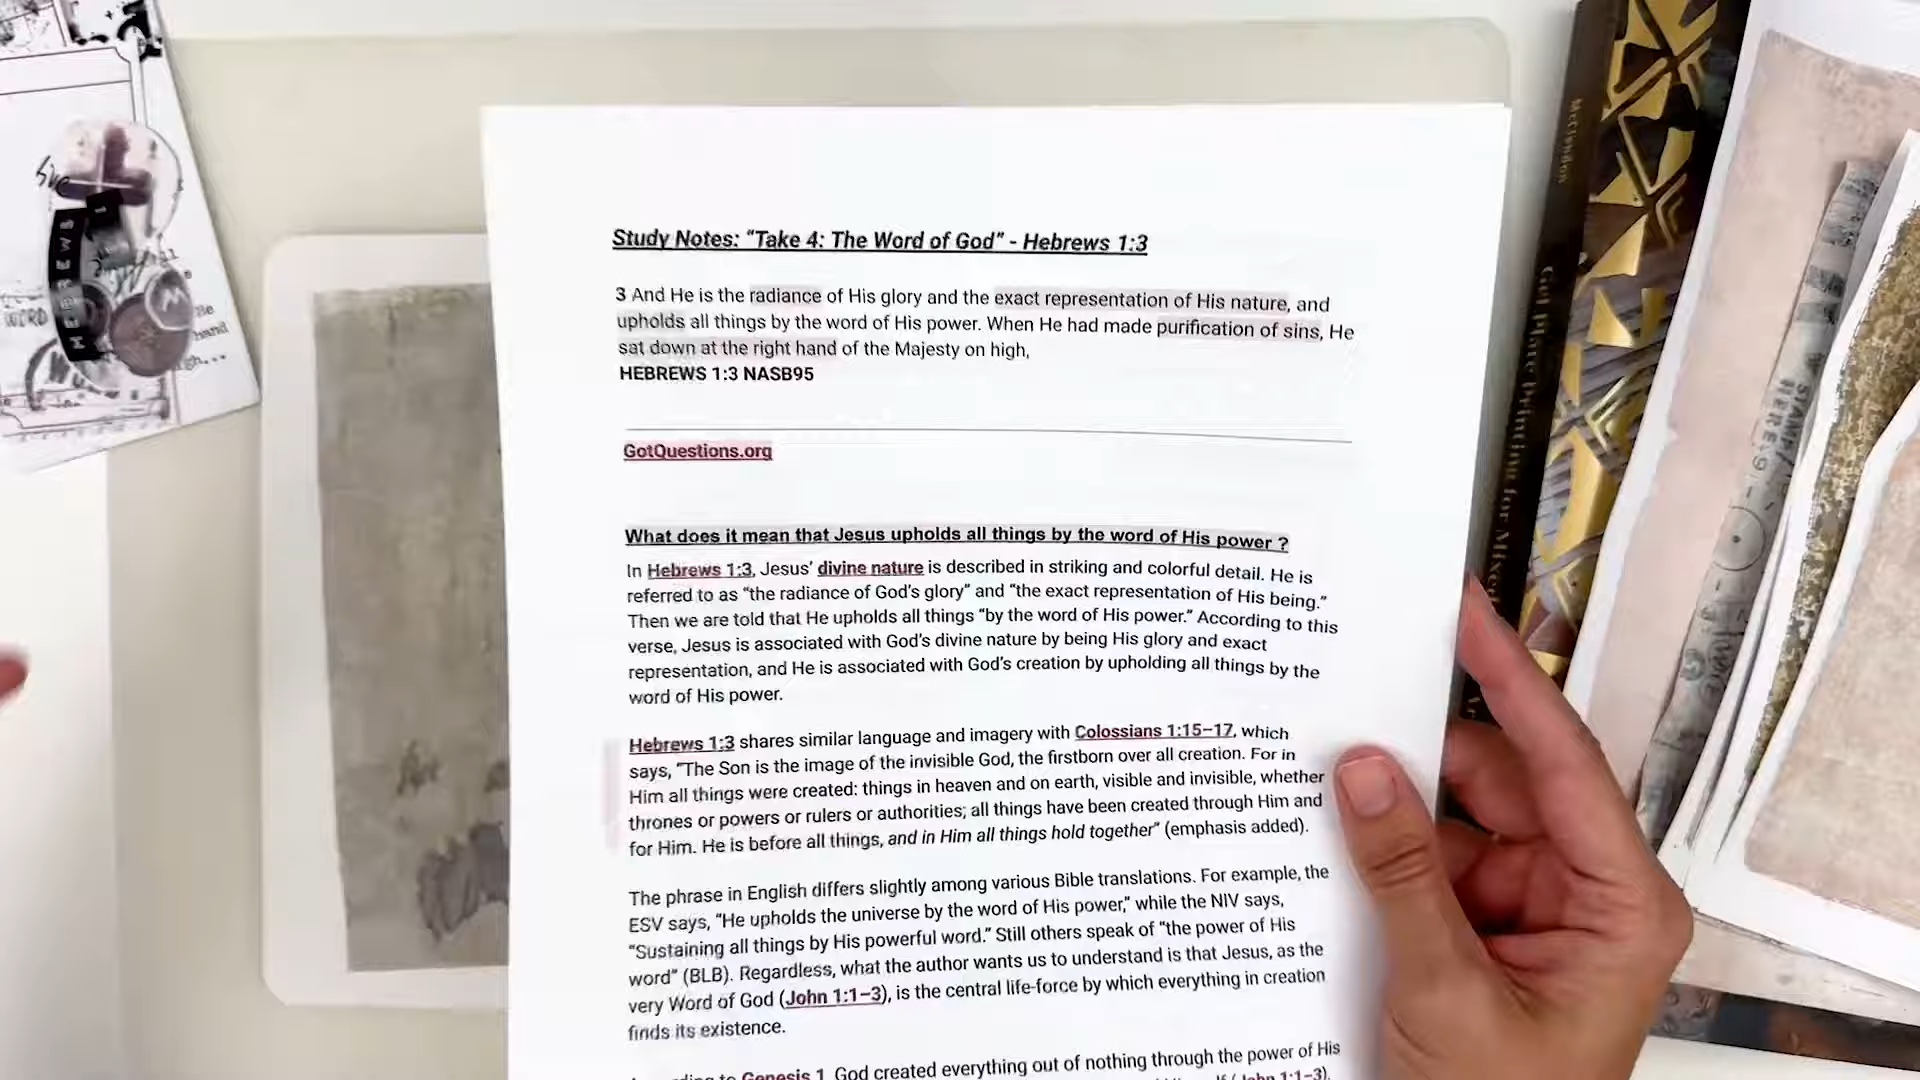 Study Notes: “Take 4: The Word of God” - Hebrews 1:3
3 And He is the radiance of His glory and the exact representation of His nature, and
upholds all things by the word of His power. When He had made purification of sins, He
sat down at the right hand of the Majesty on high,
HEBREWS 1:3 NASB95
GotQuestions.org
What does it mean that Jesus upholds all things by the word of His power ?
In Hebrews 1:3, Jesus’ divine nature is described in striking and colorful detail. He is
referred to as “the radiance of God’s glory” and “the exact representation of His being.”
Then we are told that He upholds all things “by the word of His power.” According to this
verse, Jesus is associated with God’s divine nature by being His glory and exact
representation, and He is associated with God’s creation by upholding all things by the
word of His power.
Hebrews 1:3 shares similar language and imagery with Colossians 1:15–17, which
says, “The Son is the image of the invisible God, the firstborn over all creation. For in
Him all things were created: things in heaven and on earth, visible and invisible, whether
thrones or powers or rulers or authorities; all things have been created through Him and
for Him. He is before all things, and in Him all things hold together” (emphasis added).
The phrase in English differs slightly among various Bible translations. For example, the
ESV says, “He upholds the universe by the word of His power,” while the NIV says,
“Sustaining all things by His powerful word.” Still others speak of “the power of His
word” (BLB). Regardless, what the author wants us to understand is that Jesus, as the
very Word of God (John 1:1–3), is the central life-force by which everything in creation
finds its existence.
to Genesis 1, God created everything out of nothing through the power of His
(John 1:1–3),
HEBREWS
WORD
He
hand
McClendon
Gel Plate Printing for
STAMP
HERE